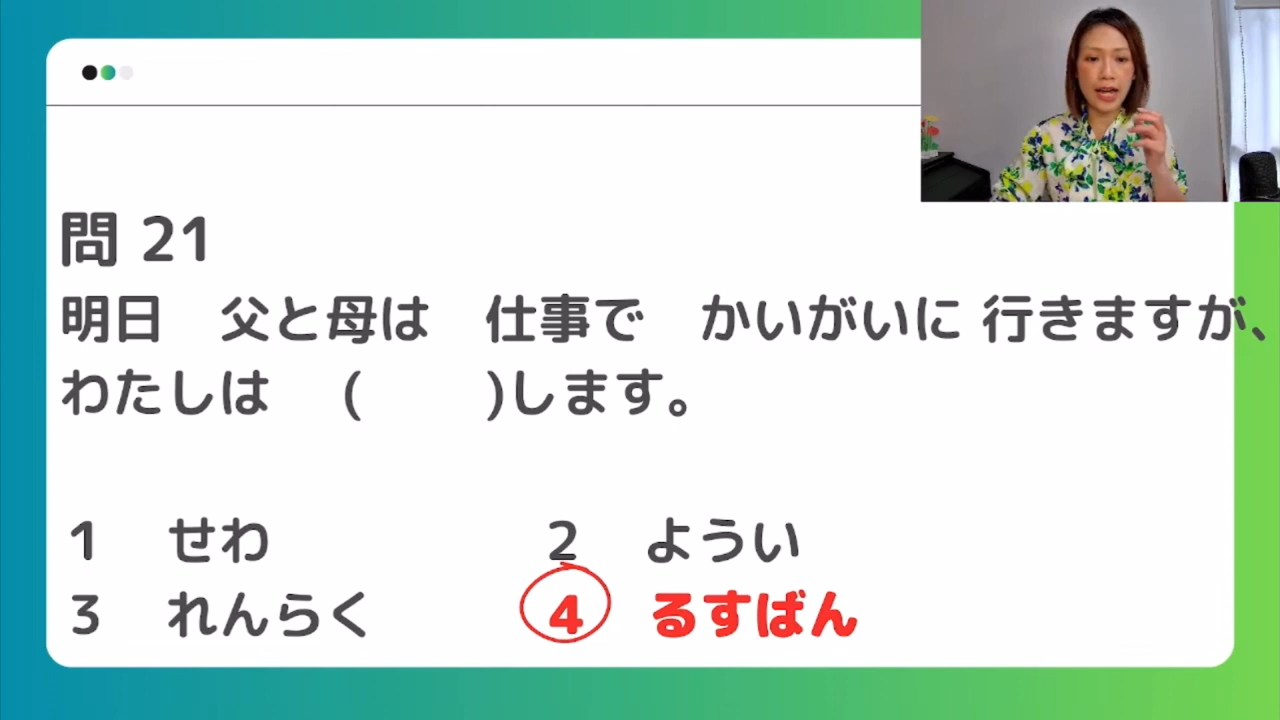 問 21
明日　父と母は　仕事で　かいがいに 行きますが、
わたしは　(　　)します。
1　せわ　　2　ようい
3　れんらく　　4　るすばん